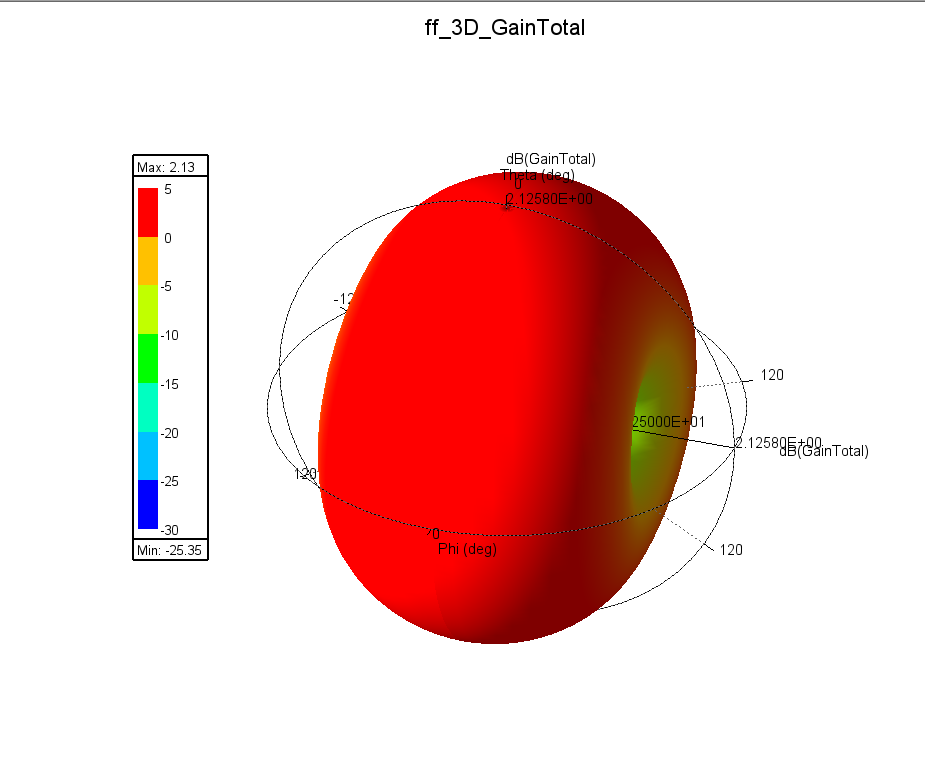 ff_3D_GainTotal
dB(GainTotal)
Theta (deg)
0
2.12580E+00
Max: 2.13
5
0
-5
-10
-15
-20
-25
-30
Min: -25.35
-12
120
120
25000E+01
2.12580E+00
dB(GainTotal)
0
Phi (deg)
120